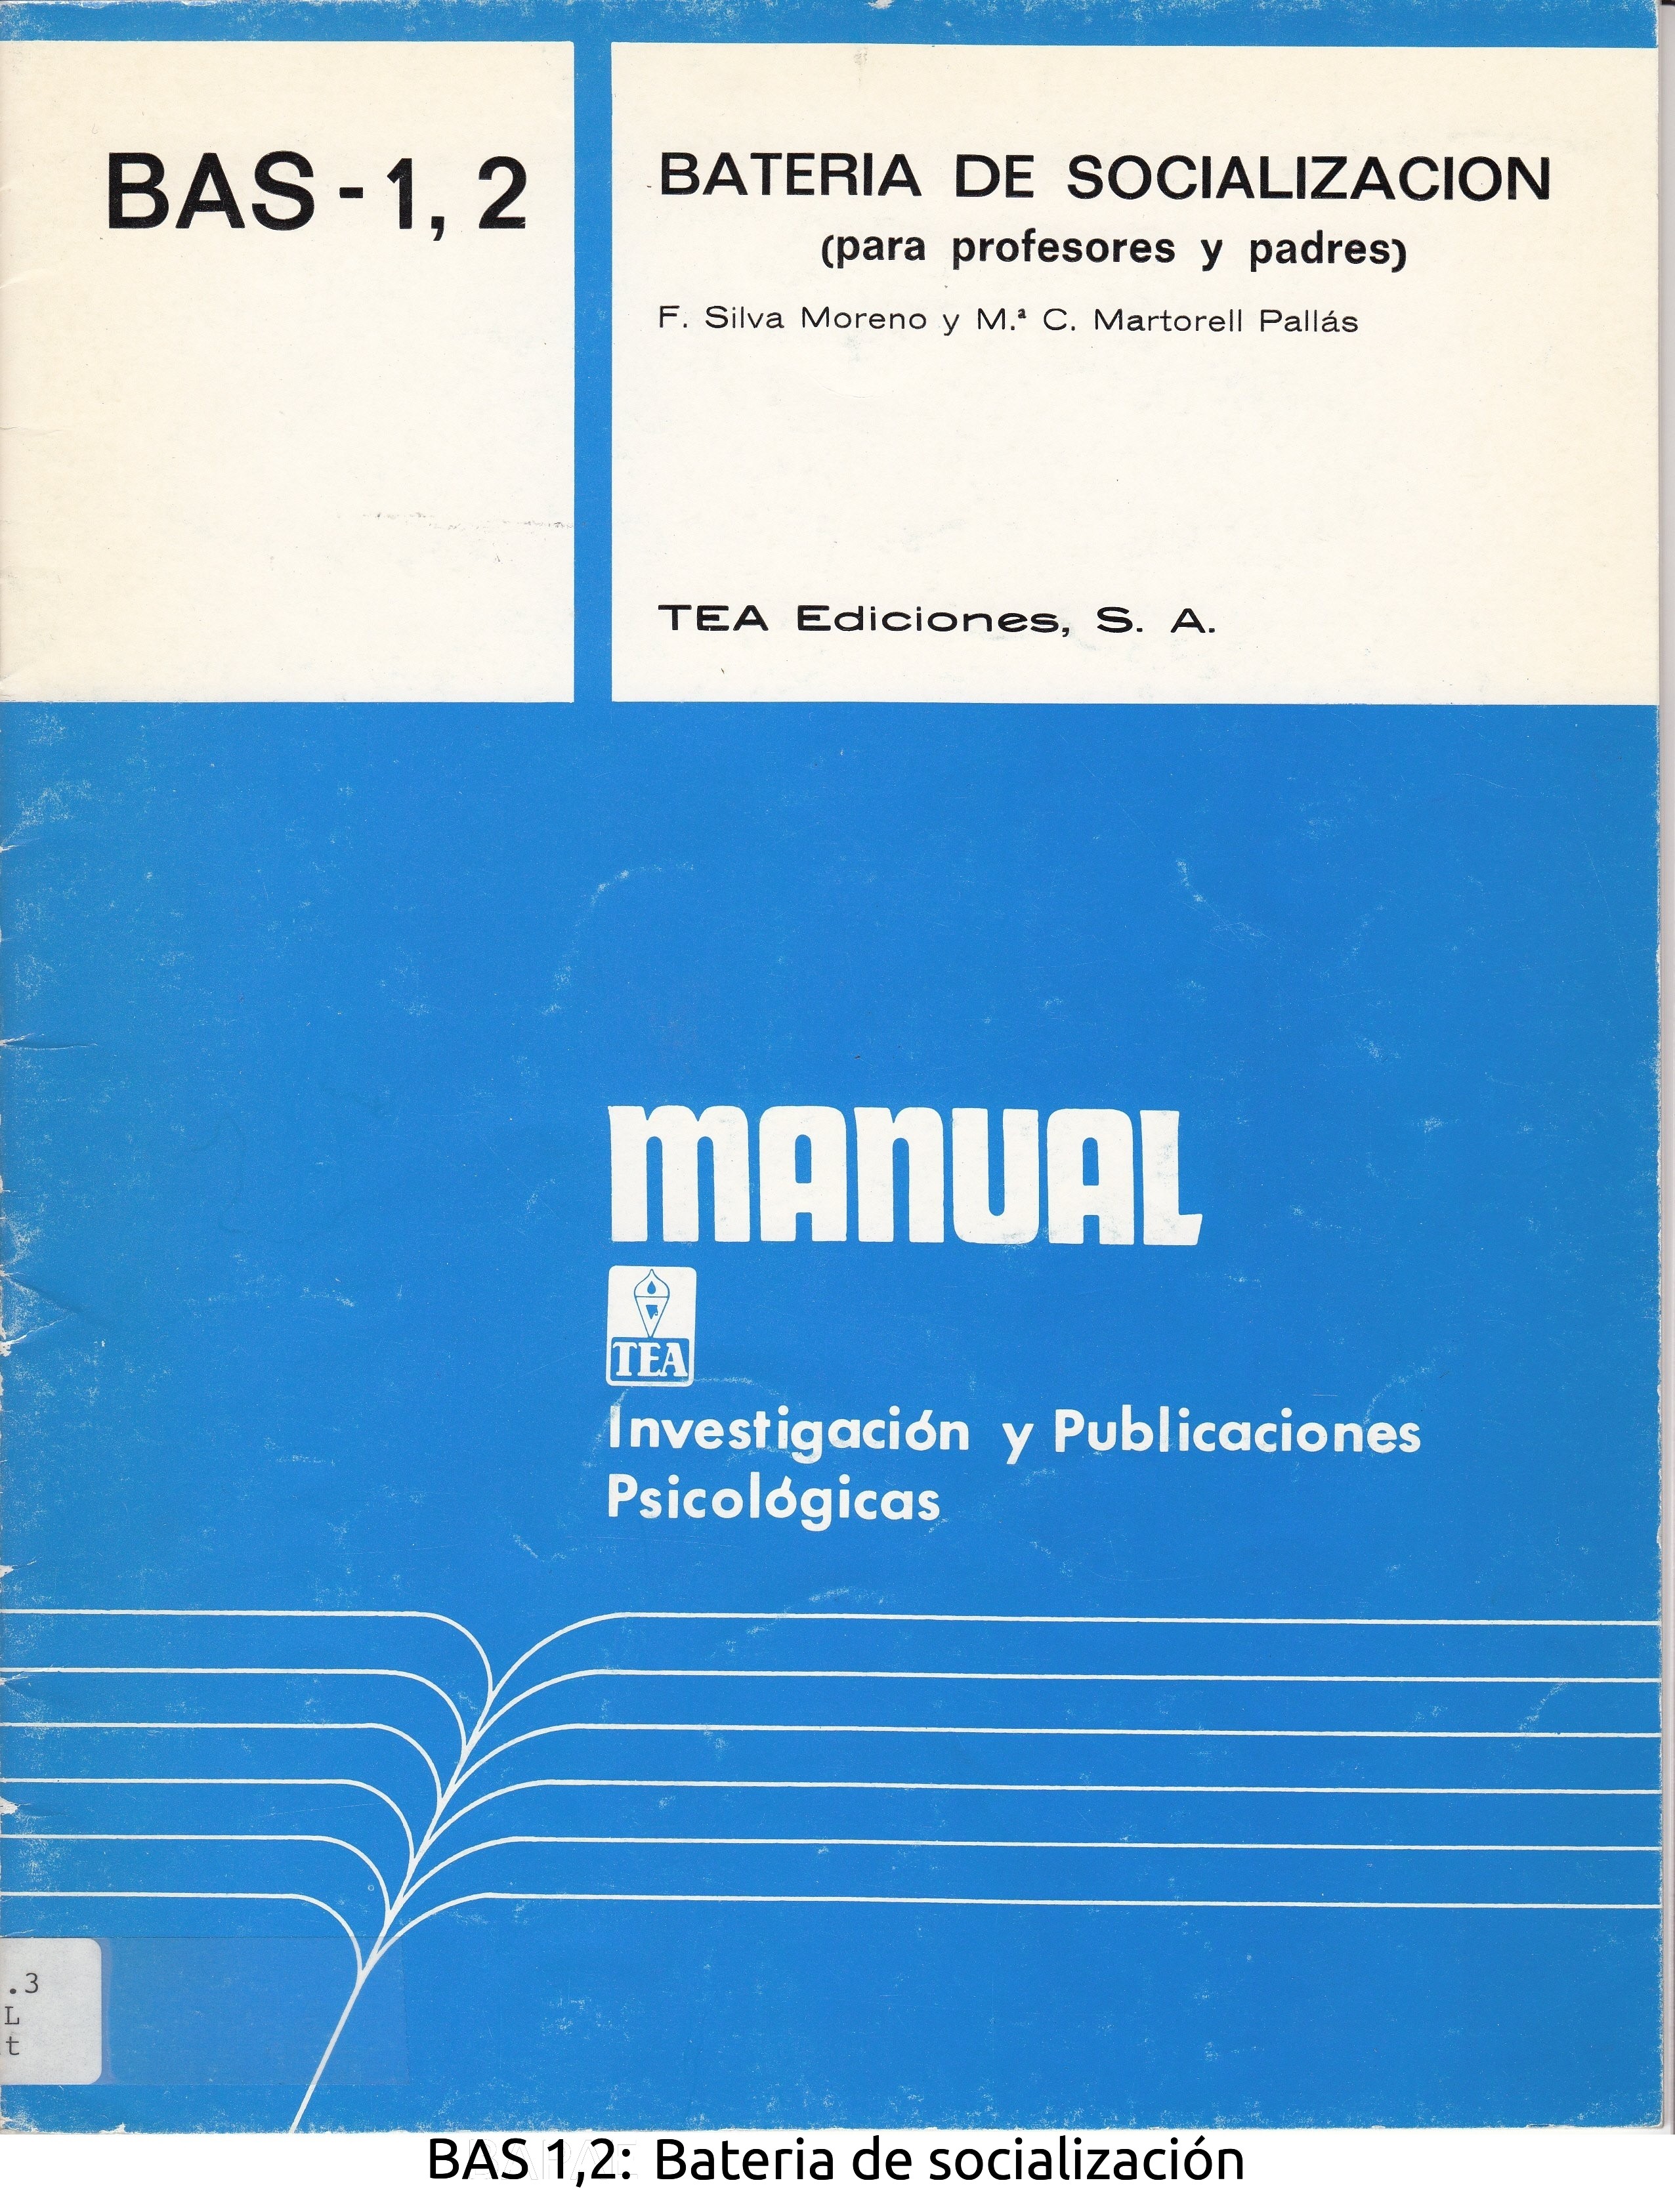 BAS - 1, 2
BATERIA DE SOCIALIZACION
(para profesores y padres)
F. Silva Moreno y M.ª C. Martorell Pallás
TEA Ediciones, S. A.
MANUAL
TEA
Investigación y Publicaciones
Psicológicas
.3
L
t
BAS 1,2: Bateria de socialización